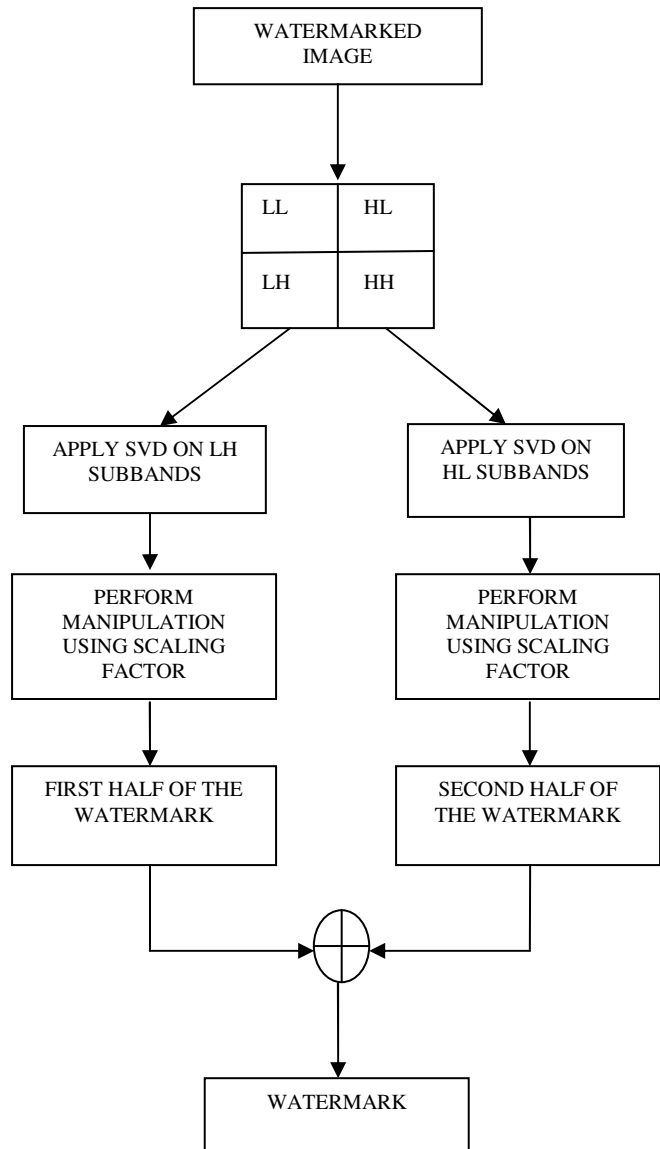 WATERMARKED
IMAGE
LL
HL
LH
HH
APPLY SVD ON LH
SUBBANDS
APPLY SVD ON
HL SUBBANDS
PERFORM
MANIPULATION
USING SCALING
FACTOR
PERFORM
MANIPULATION
USING SCALING
FACTOR
FIRST HALF OF THE
WATERMARK
SECOND HALF OF
THE WATERMARK
WATERMARK